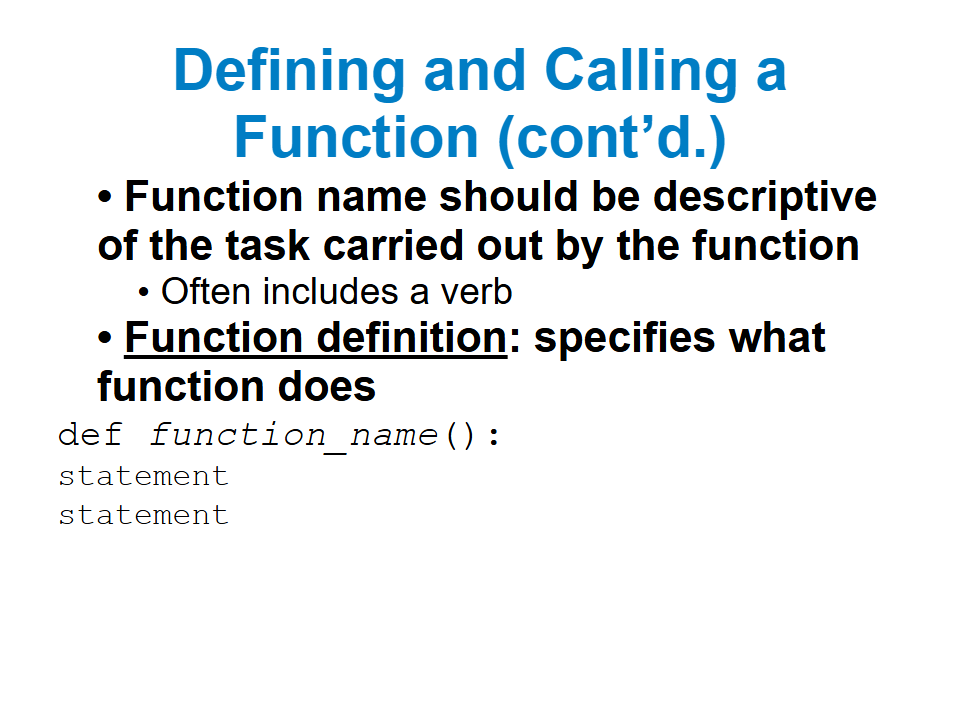 Defining and Calling a
Function (cont’d.)
• Function name should be descriptive
of the task carried out by the function
• Often includes a verb
• Function definition: specifies what
function does
def function_name():
statement
statement